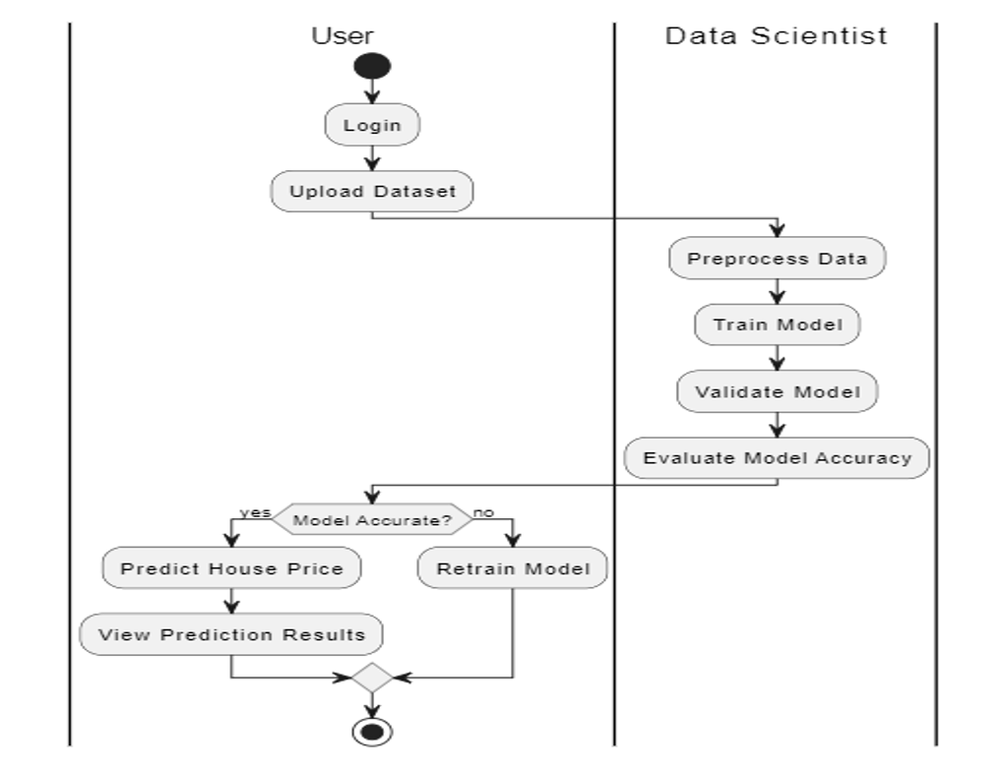 User
Data Scientist
Login
Upload Dataset
Preprocess Data
Train Model
Validate Model
Evaluate Model Accuracy
yes
Model Accurate?
no
Predict House Price
Retrain Model
View Prediction Results